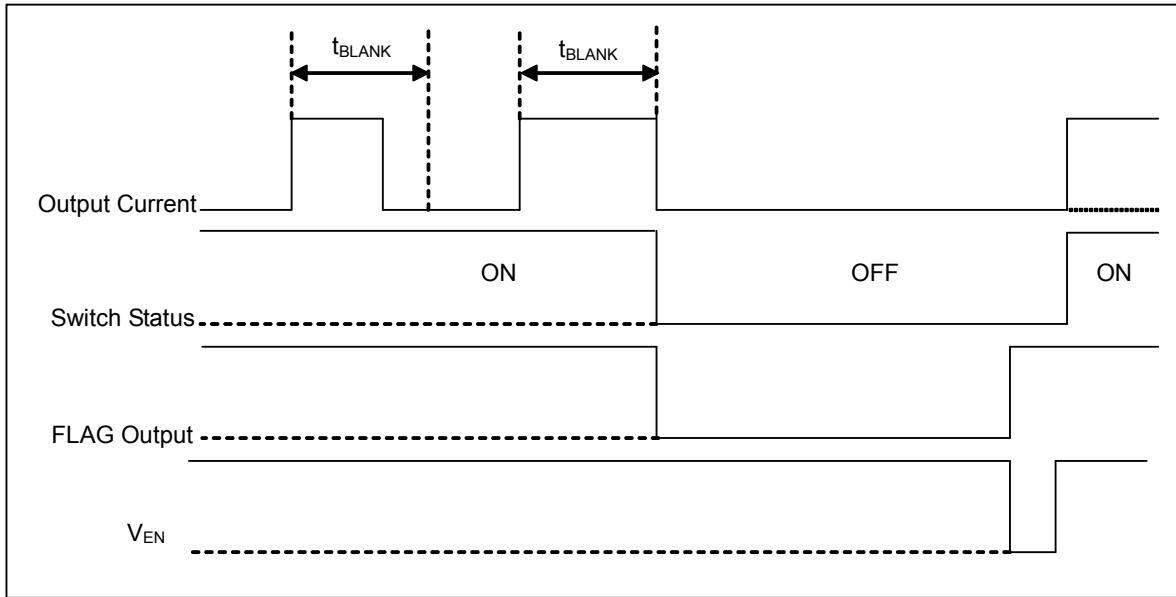 tBLANK
tBLANK
Output Current
ON
OFF
ON
Switch Status
FLAG Output
VEN